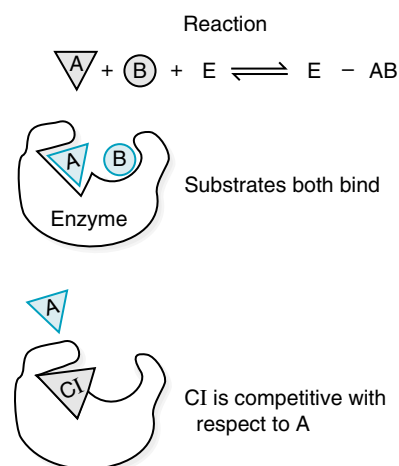 Reaction
A + B + E ⇌ E – AB
A B
Enzyme
Substrates both bind
A
CI
CI is competitive with
respect to A